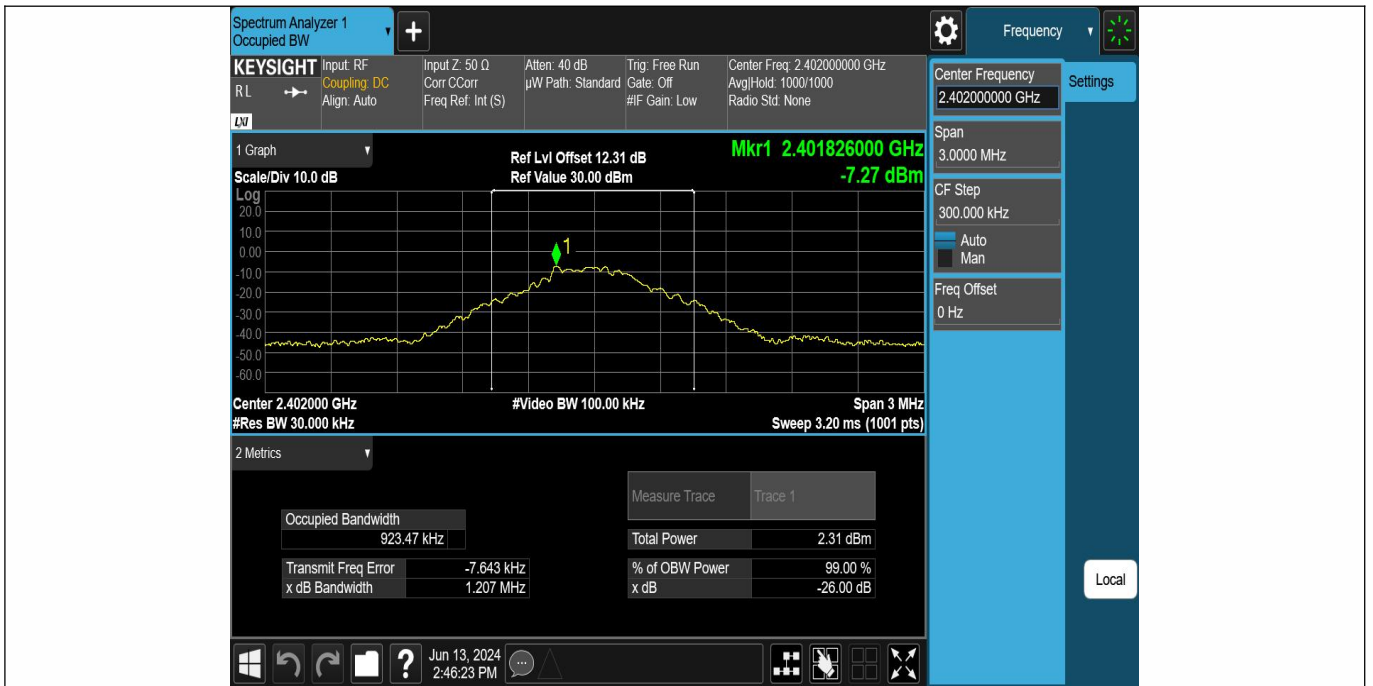 Spectrum Analyzer 1
Occupied BW
+
Frequency
KEYSIGHT
RL
LXI
Input: RF
Coupling: DC
Align: Auto
Input Z: 50 Ω
Corr CCorr
Freq Ref: Int (S)
Atten: 40 dB
µW Path: Standard
Trig: Free Run
Gate: Off
#IF Gain: Low
Center Freq: 2.402000000 GHz
Avg|Hold: 1000/1000
Radio Std: None
Center Frequency
2.402000000 GHz
Settings
Span
3.0000 MHz
CF Step
300.000 kHz
Auto
Man
Freq Offset
0 Hz
Local
1 Graph
Scale/Div 10.0 dB
Ref Lvl Offset 12.31 dB
Ref Value 30.00 dBm
Mkr1 2.401826000 GHz
-7.27 dBm
Log
20.0
10.0
0.00
-10.0
-20.0
-30.0
-40.0
-50.0
-60.0
1
Center 2.402000 GHz
#Res BW 30.000 kHz
#Video BW 100.00 kHz
Span 3 MHz
Sweep 3.20 ms (1001 pts)
2 Metrics
Measure Trace
Trace 1
Occupied Bandwidth
923.47 kHz
Total Power
2.31 dBm
Transmit Freq Error
-7.643 kHz
% of OBW Power
99.00 %
x dB Bandwidth
1.207 MHz
x dB
-26.00 dB
?
Jun 13, 2024
2:46:23 PM